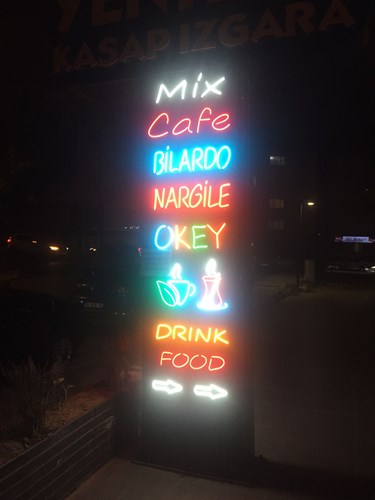 KASAP IZGARA
Mix
Cafe
BİLARDO
NARGİLE
OKEY
DRINK
FOOD